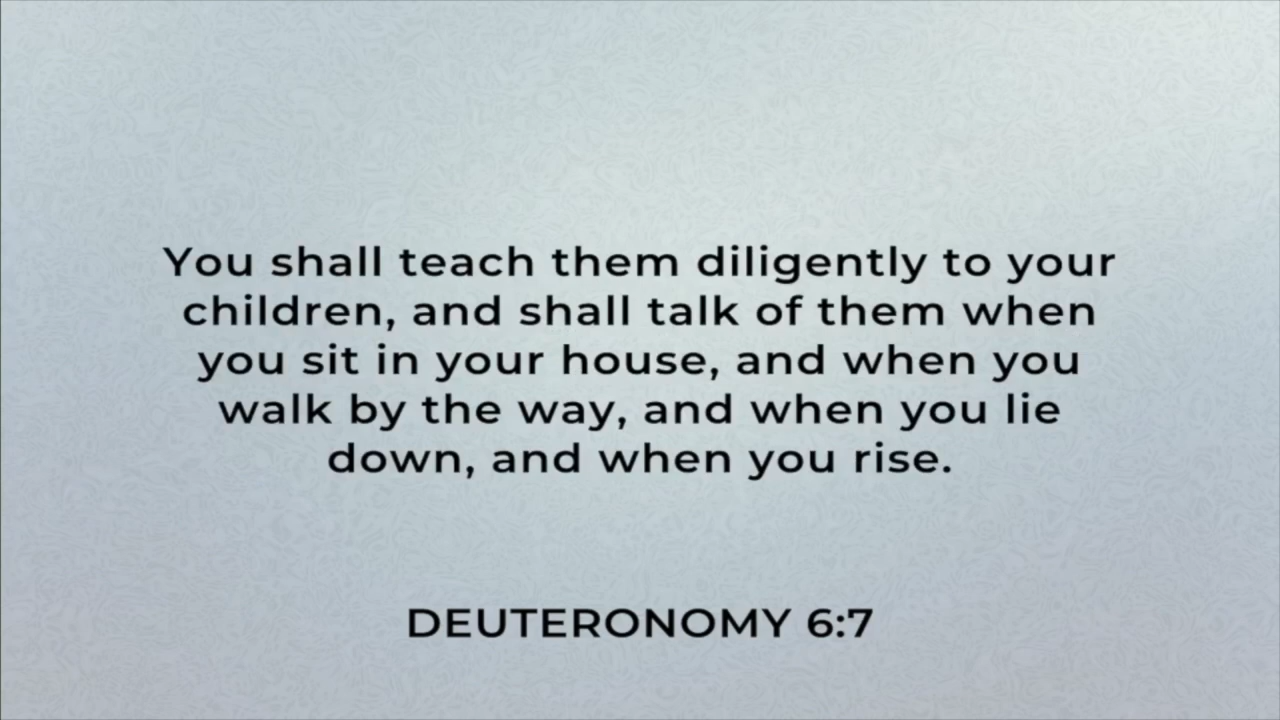 You shall teach them diligently to your
children, and shall talk of them when
you sit in your house, and when you
walk by the way, and when you lie
down, and when you rise.
DEUTERONOMY 6:7